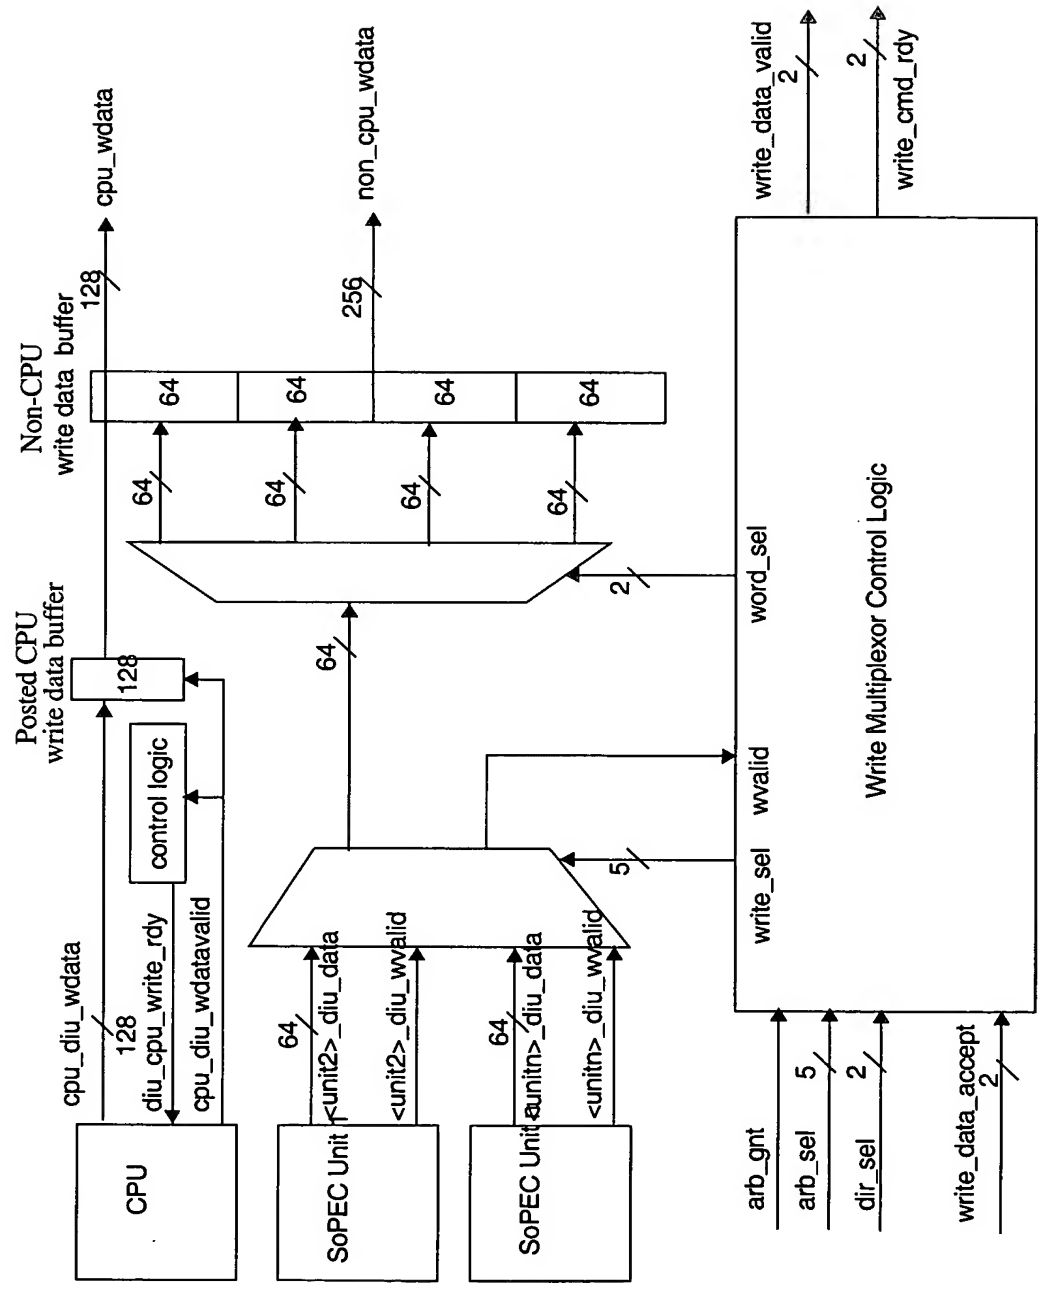 Posted CPU
write data buffer
Non-CPU
write data buffer
cpu_diu_wdata
128
128
128
cpu_wdata
CPU
diu_cpu_write_rdy
control logic
cpu_diu_wdatavalid
64
64
64
64
<unit2>_diu_data
SoPEC Unit 1
64
64
64
256
non_cpu_wdata
<unit2>_diu_wvalid
64
64
64
<unitn>_diu_data
SoPEC Unit n
<unitn>_diu_wvalid
64
64
5
2
write_sel
wvalid
word_sel
write_data_valid
2
arb_gnt
arb_sel
5
dir_sel
2
write_data_accept
2
Write Multiplexor Control Logic
2
write_cmd_rdy